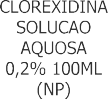 CLOREXIDINA
SOLUCAO
AQUOSA
0,2% 100ML
(NP)